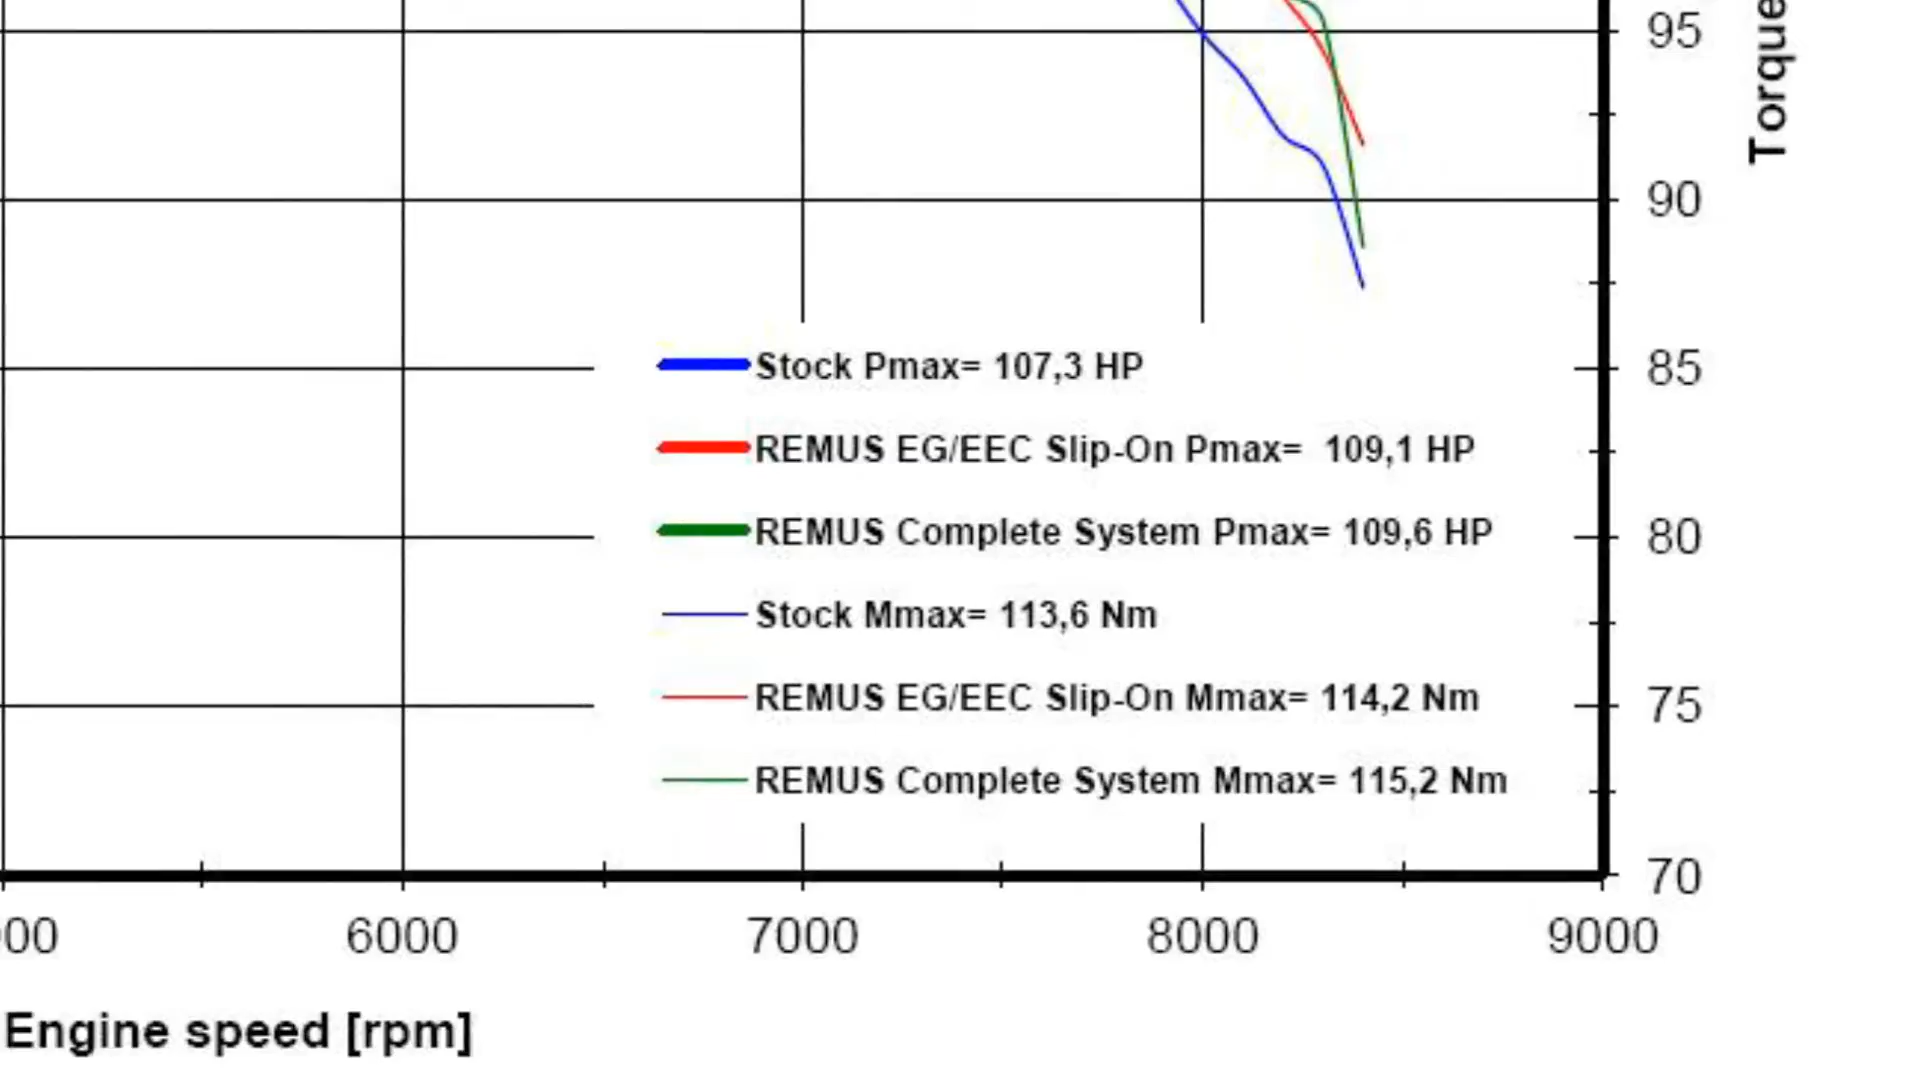 Torque
95
90
85
80
75
70
Stock Pmax= 107,3 HP
REMUS EG/EEC Slip-On Pmax=  109,1 HP
REMUS Complete System Pmax= 109,6 HP
Stock Mmax= 113,6 Nm
REMUS EG/EEC Slip-On Mmax= 114,2 Nm
REMUS Complete System Mmax= 115,2 Nm
00 6000 7000 8000 9000
Engine speed [rpm]